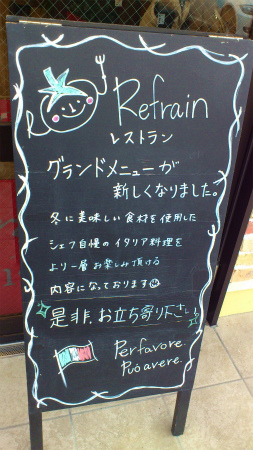 Refrain
レストラン
グランドメニューが
新しくなりました。
冬に美味しい食材を使用した
シェフ自慢のイタリア料理を
より一層お楽しみ頂ける
内容になっております
是非、お立ち寄り下さい
Perfavore.
Puó avere.